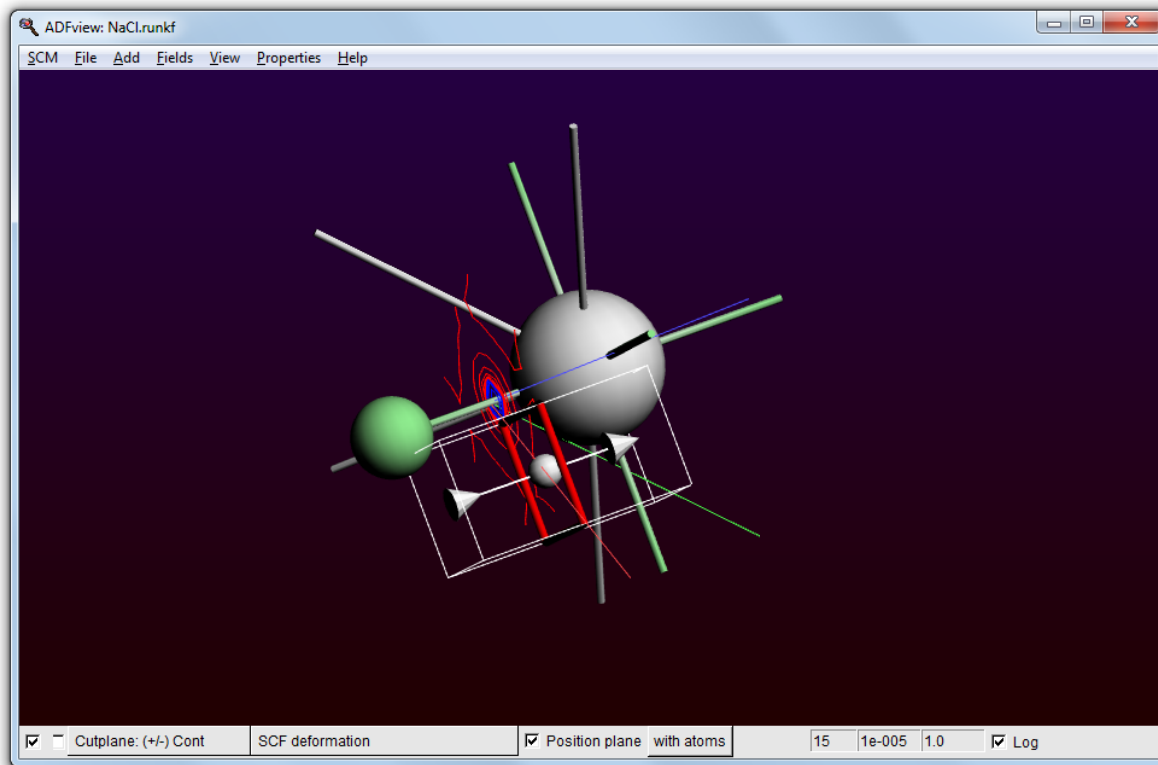 ADFview: NaCl.runkf
SCM File Add Fields View Properties Help
Cutplane: (+/-) Cont SCF deformation Position plane with atoms 15 1e-005 1.0 Log